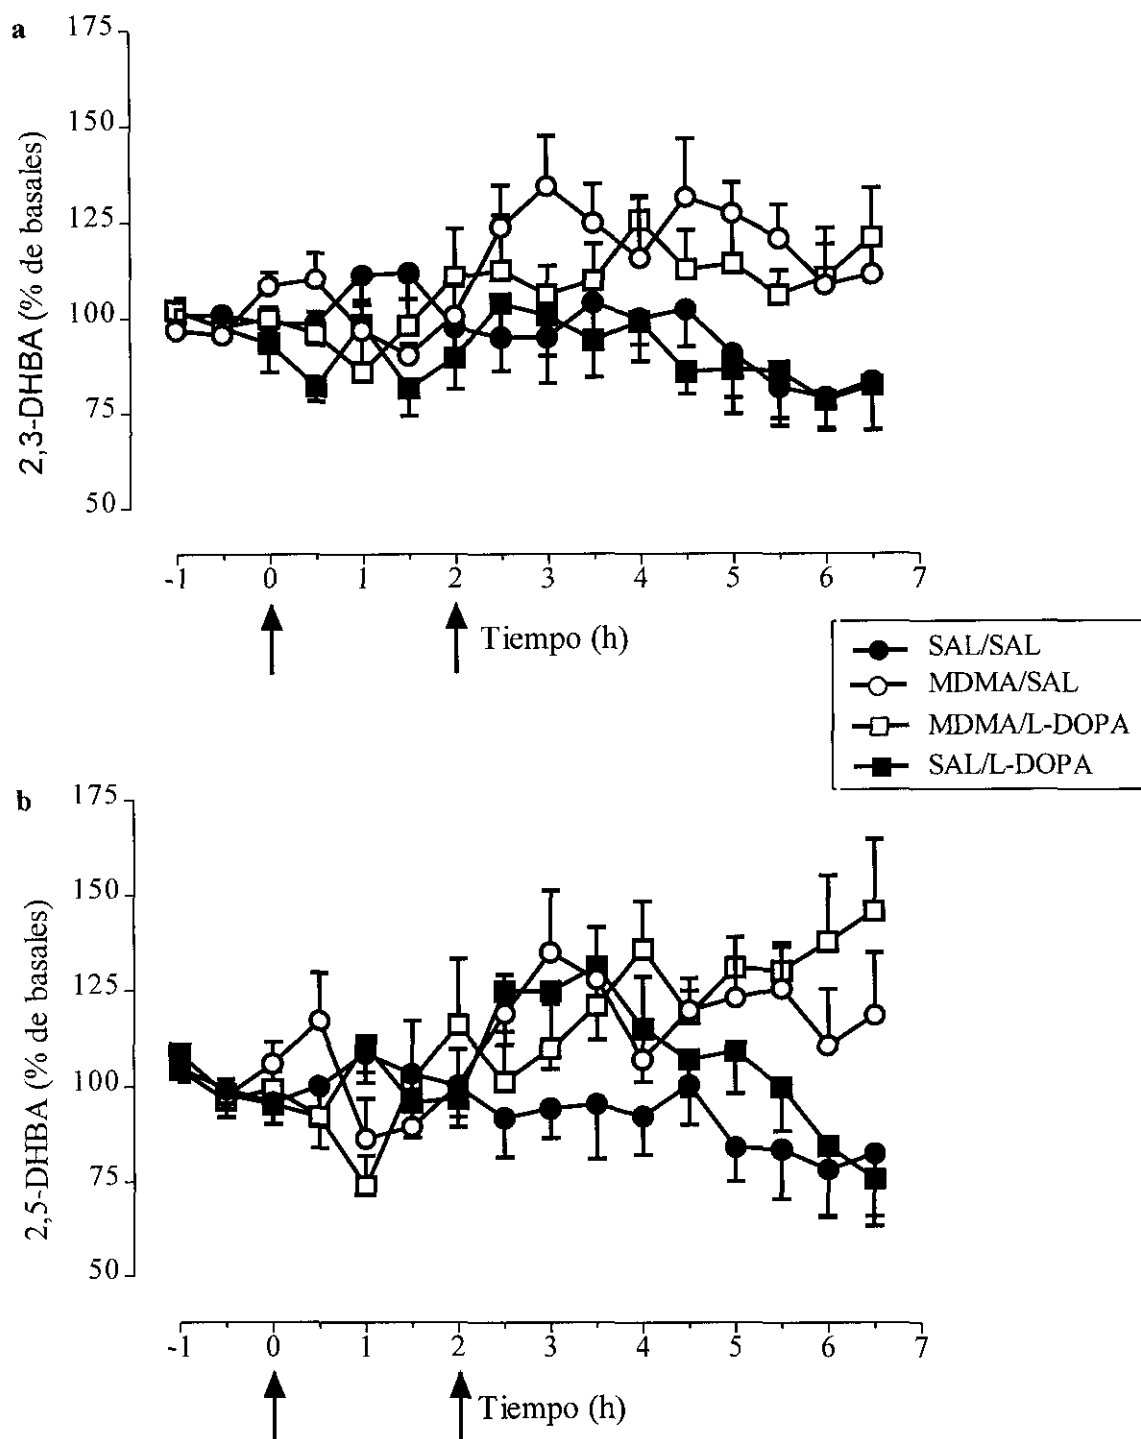 a
2,3-DHBA (% de basales)
175
150
125
100
75
50
-1 0 1 2 3 4 5 6 7
Tiempo (h)
SAL/SAL
MDMA/SAL
MDMA/L-DOPA
SAL/L-DOPA
b
2,5-DHBA (% de basales)
175
150
125
100
75
50
-1 0 1 2 3 4 5 6 7
Tiempo (h)